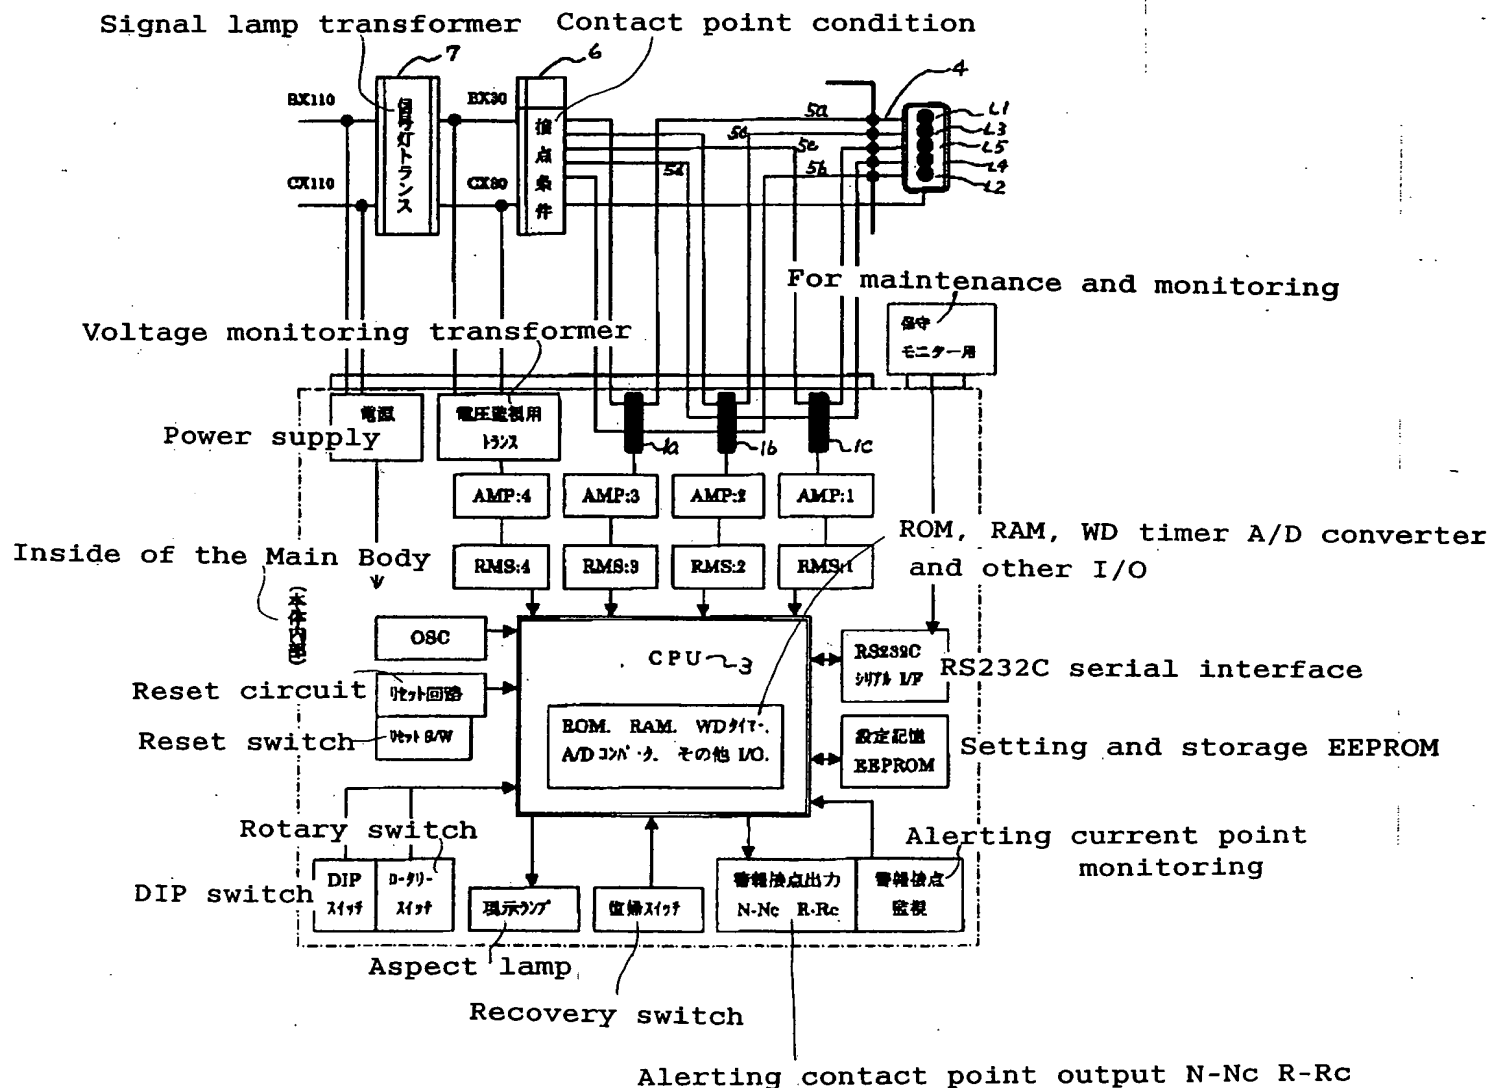 Signal lamp transformer
Contact point condition
7
6
4
BX110
信号灯トランス
BX30
接点条件
5a
5c
5e
5d
5b
L1
L3
L5
L4
L2
CX110
For maintenance and monitoring
Voltage monitoring transformer
保守
モニター用
電源
電圧監視用
トランス
Power supply
1a
1b
1c
AMP:4
AMP:3
AMP:2
AMP:1
ROM, RAM, WD timer A/D converter
and other I/O
Inside of the Main Body
RMS:4
RMS:3
RMS:2
RMS:1
(本体内部)
OSC
CPU
3
RS232C
シリアル I/F
RS232C serial interface
Reset circuit
リセット回路
Reset switch
リセット S/W
ROM. RAM. WDタイマー.
A/Dコンバータ. その他 I/O.
設定記憶
EEPROM
Setting and storage EEPROM
Rotary switch
Alerting current point
monitoring
DIP switch
DIP
スイッチ
ロータリー
スイッチ
現示ランプ
復帰スイッチ
警報接点出力
N-Nc R-Rc
警報接点
監視
Aspect lamp
Recovery switch
Alerting contact point output N-Nc R-Rc